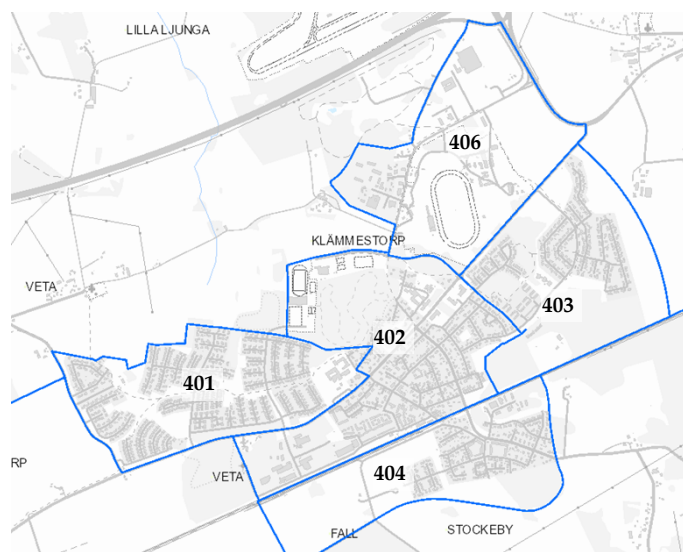 LILLA LJUNGA
406
KLÄMMESTORP
VETA
403
402
401
RP
VETA
404
FALL
STOCKEBY